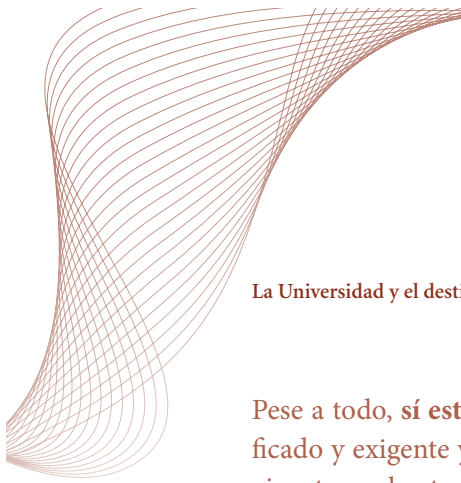 La Universidad y el desti
Pese a todo, sí est
ficado y exigente y